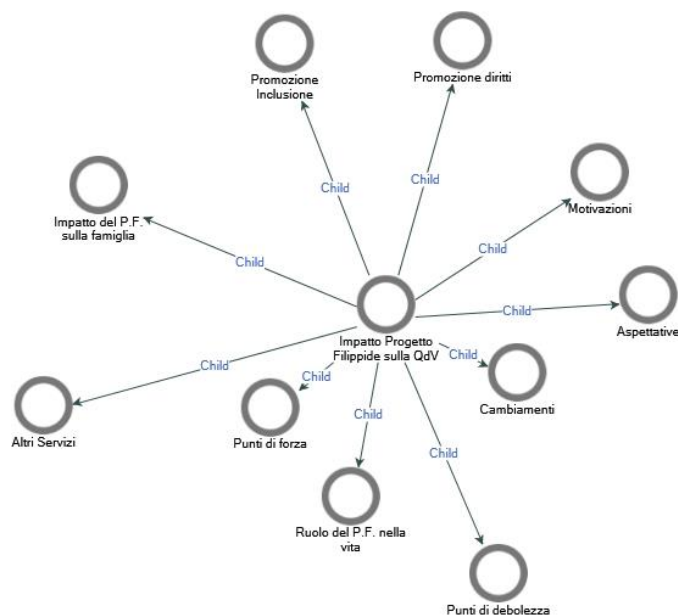 Promozione
Inclusione
Promozione diritti
Child
Child
Motivazioni
Impatto del P.F.
sulla famiglia
Child
Child
Child
Aspettative
Impatto Progetto
Filippide sulla QdV
Child
Child
Child
Cambiamenti
Altri Servizi
Punti di forza
Child
Child
Ruolo del P.F. nella
vita
Punti di debolezza